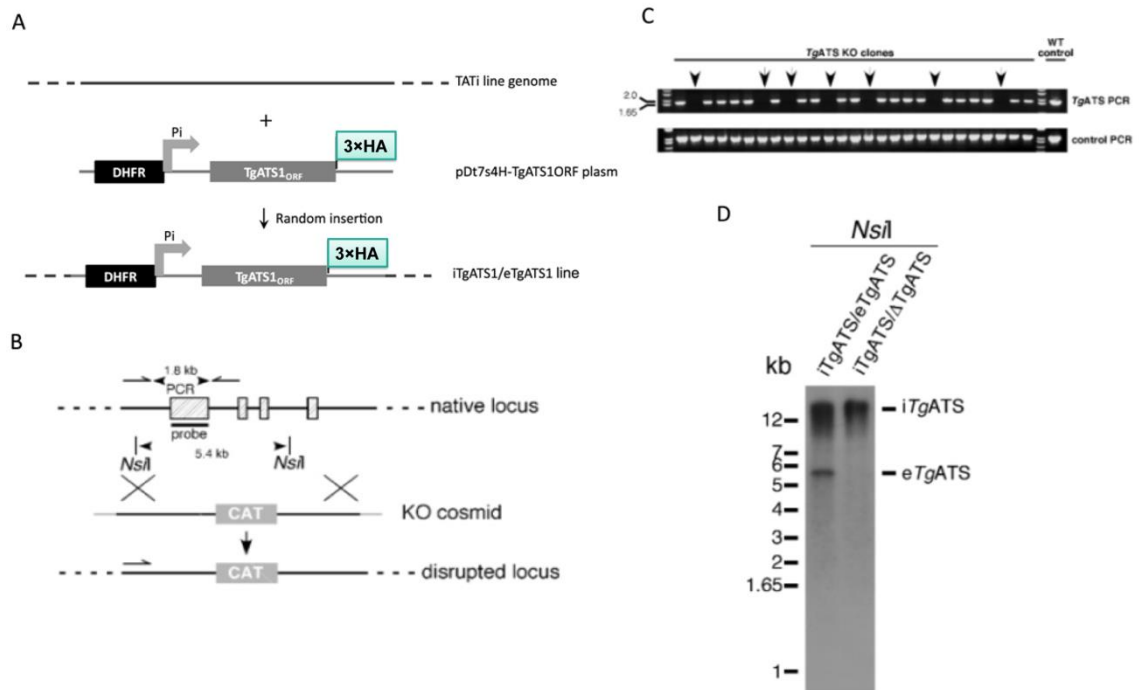 A
TATi line genome
+
Pi
3×HA
DHFR
TgATS1ORF
pDt7s4H-TgATS1ORF plasm
Random insertion
Pi
3×HA
DHFR
TgATS1ORF
iTgATS1/eTgATS1 line
B
1.8 kb
PCR
native locus
probe
5.4 kb
NsiI
NsiI
CAT
KO cosmid
CAT
disrupted locus
C
TgATS KO clones
WT
control
2.0
1.65
TgATS PCR
control PCR
D
NsiI
iTgATS/eTgATS
iTgATS/ΔTgATS
kb
12
7
6
5
4
3
2
1.65
1
iTgATS
eTgATS